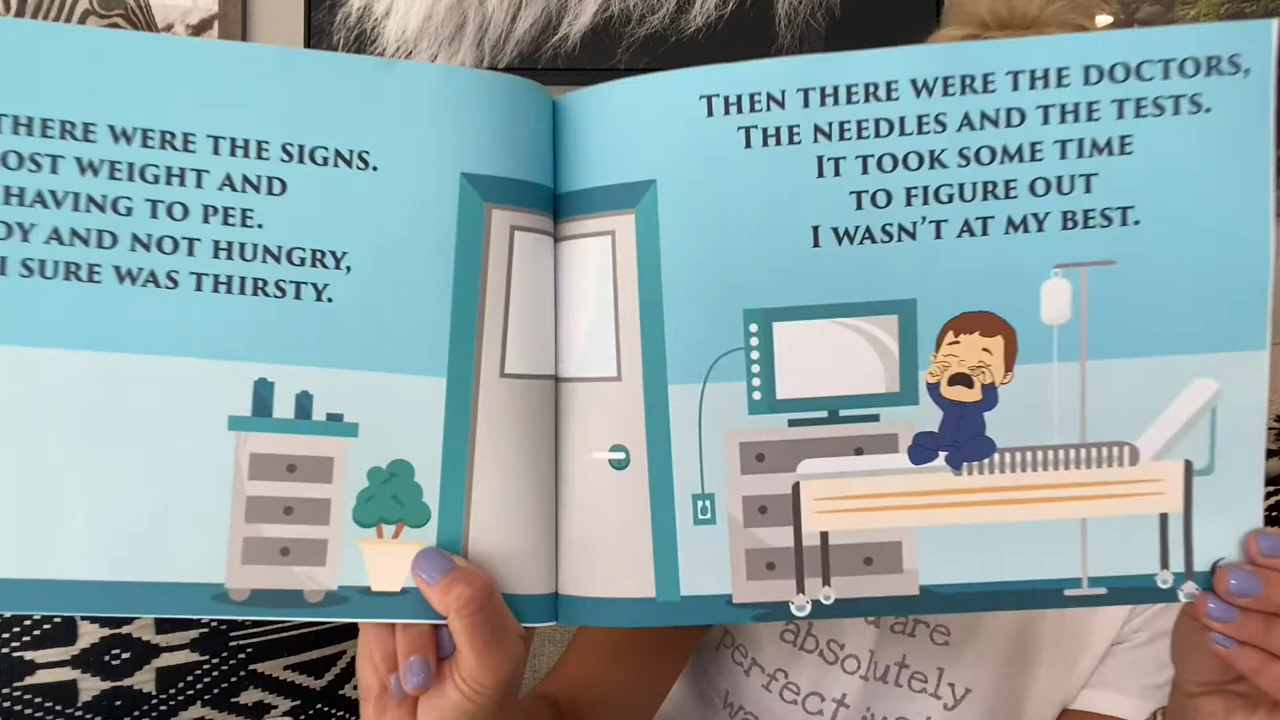 THERE WERE THE SIGNS.
OST WEIGHT AND
HAVING TO PEE.
DY AND NOT HUNGRY,
I SURE WAS THIRSTY.
THEN THERE WERE THE DOCTORS,
THE NEEDLES AND THE TESTS.
IT TOOK SOME TIME
TO FIGURE OUT
I WASN'T AT MY BEST.
are
absolutely
perfect